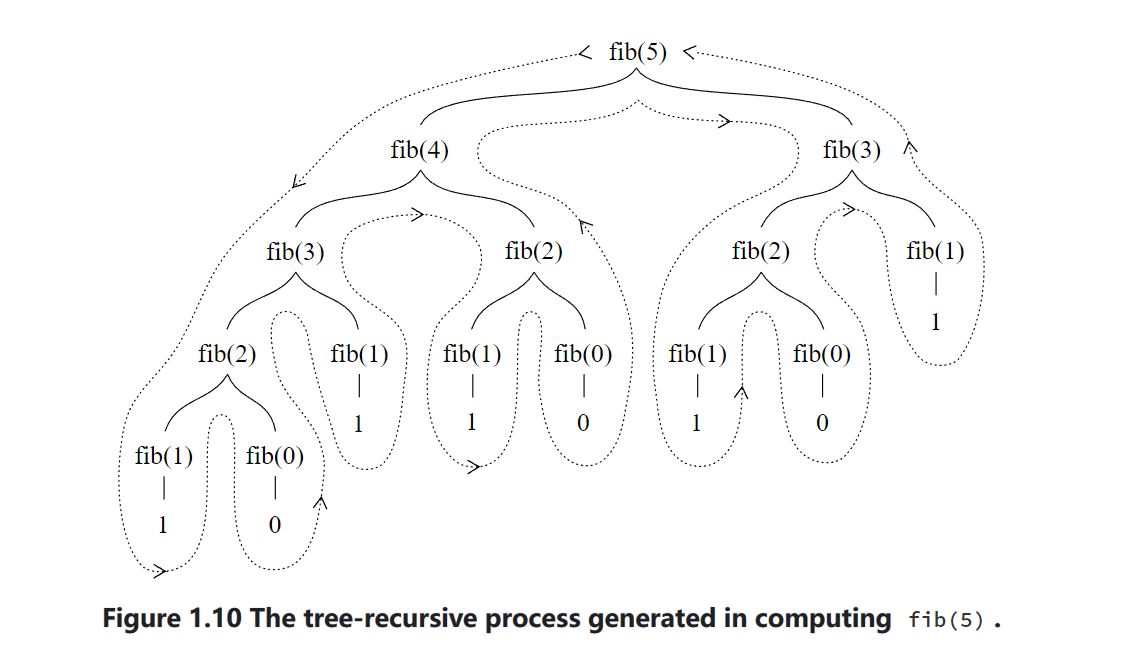 fib(5)
fib(4) fib(3)
fib(3) fib(2) fib(2) fib(1)
1
fib(2) fib(1) fib(1) fib(0) fib(1) fib(0)
1 1 0 1 0
fib(1) fib(0)
1 0
Figure 1.10 The tree-recursive process generated in computing fib(5) .